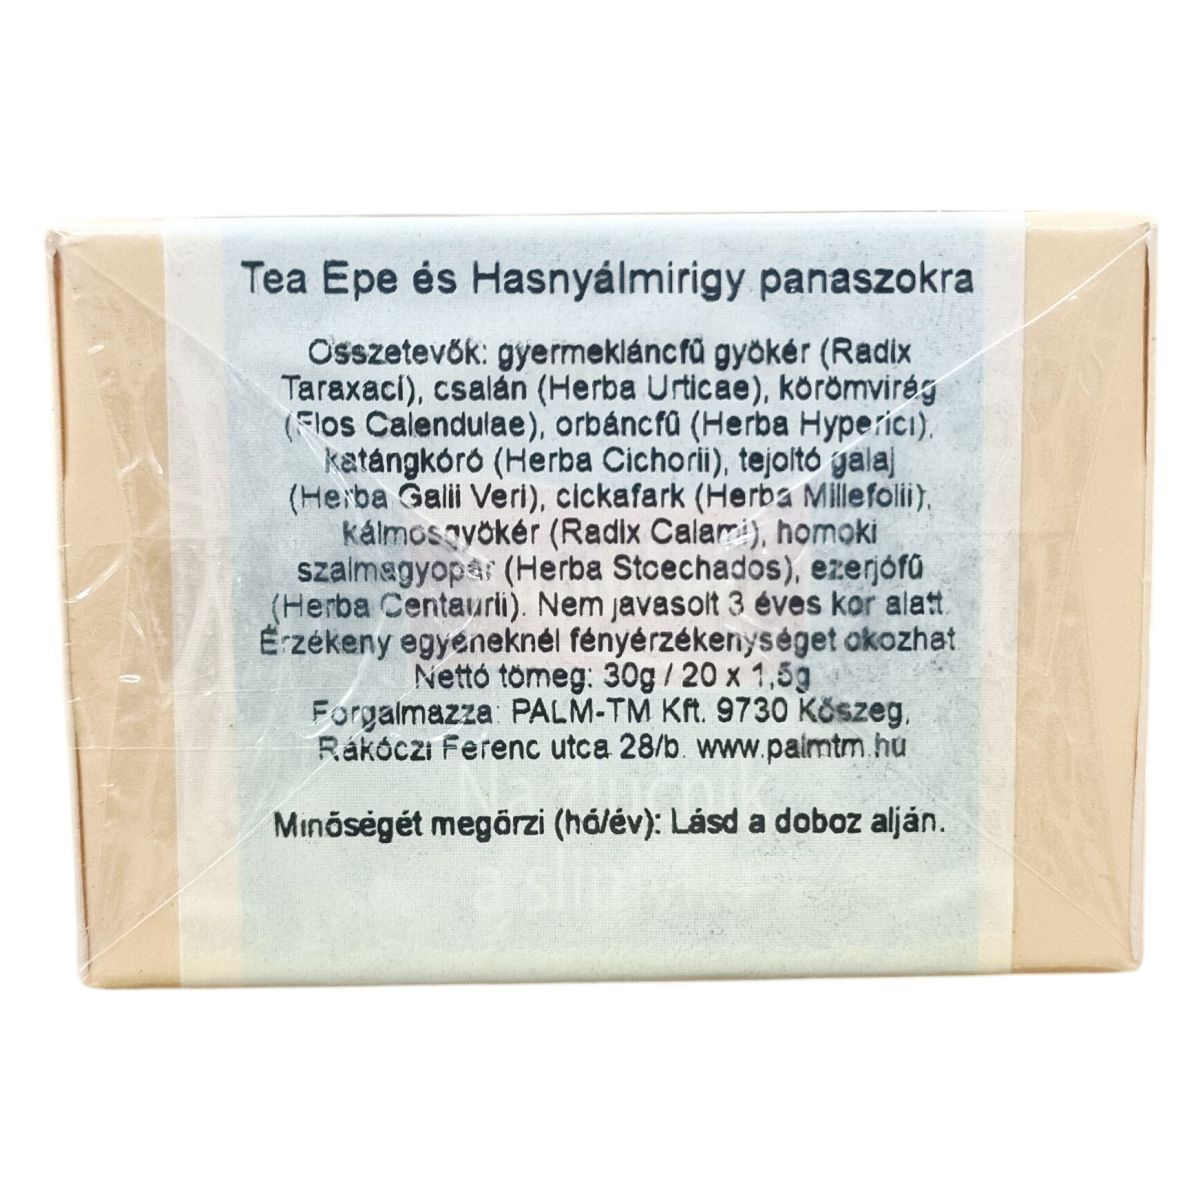 Tea Epe és Hasnyálmirigy panaszokra
Összetevők: gyermekláncfű gyökér (Radix
Taraxaci), csalán (Herba Urticae), körömvirág
(Flos Calendulae), orbáncfű (Herba Hyperici),
katángkóró (Herba Cichorii), tejoltó galaj
(Herba Galii Veri), cickafark (Herba Millefolii),
kálmosgyökér (Radix Calami), homoki
szalmagyopár (Herba Stoechados), ezerjófű
(Herba Centaurii). Nem javasolt 3 éves kor alatt.
Érzékeny egyéneknél fényérzékenységet okozhat
Nettó tömeg: 30g / 20 x 1,5g
Forgalmazza: PALM-TM Kft. 9730 Kőszeg,
Rákóczi Ferenc utca 28/b. www.palmtm.hu
Na žlučník
Minőségét megőrzi (hó/év): Lásd a doboz alján.
a